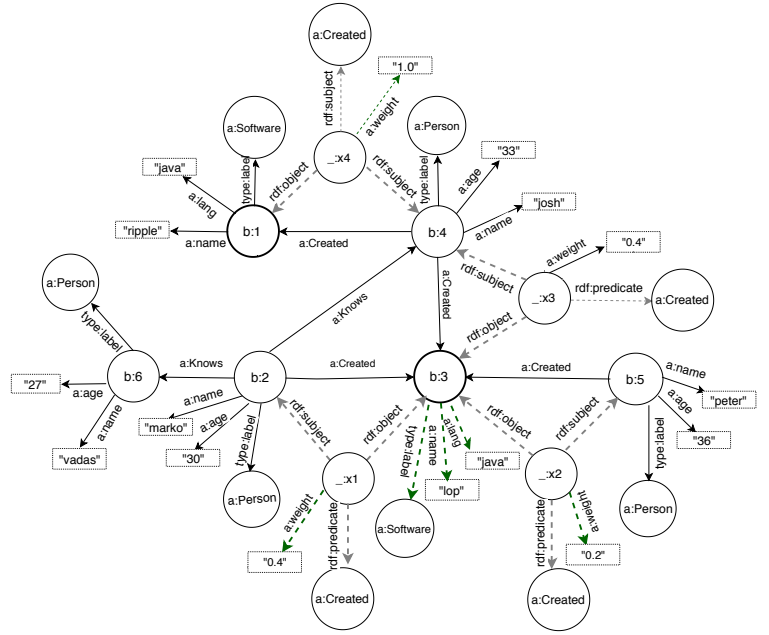 a:Created
rdf:subject
"1.0"
a:weight
a:Software
_:x4
a:Person
type:label
rdf:object
rdf:subject
type:label
"33"
a:age
"java"
a:lang
"ripple"
a:name
b:1
a:Created
b:4
a:name
"josh"
a:weight
"0.4"
rdf:subject
_:x3
rdf:predicate
a:Created
a:Created
rdf:object
a:Knows
a:Person
type:label
b:6
a:Knows
b:2
a:Created
b:3
a:Created
b:5
a:name
"peter"
a:age
"36"
type:label
a:Person
"27"
a:age
a:name
"vadas"
a:name
"marko"
a:age
"30"
type:label
a:Person
rdf:subject
rdf:object
_:x1
a:weight
"0.4"
rdf:predicate
a:Created
type:label
a:name
a:lang
"java"
"lop"
a:Software
rdf:object
rdf:subject
_:x2
a:weight
"0.2"
rdf:predicate
a:Created